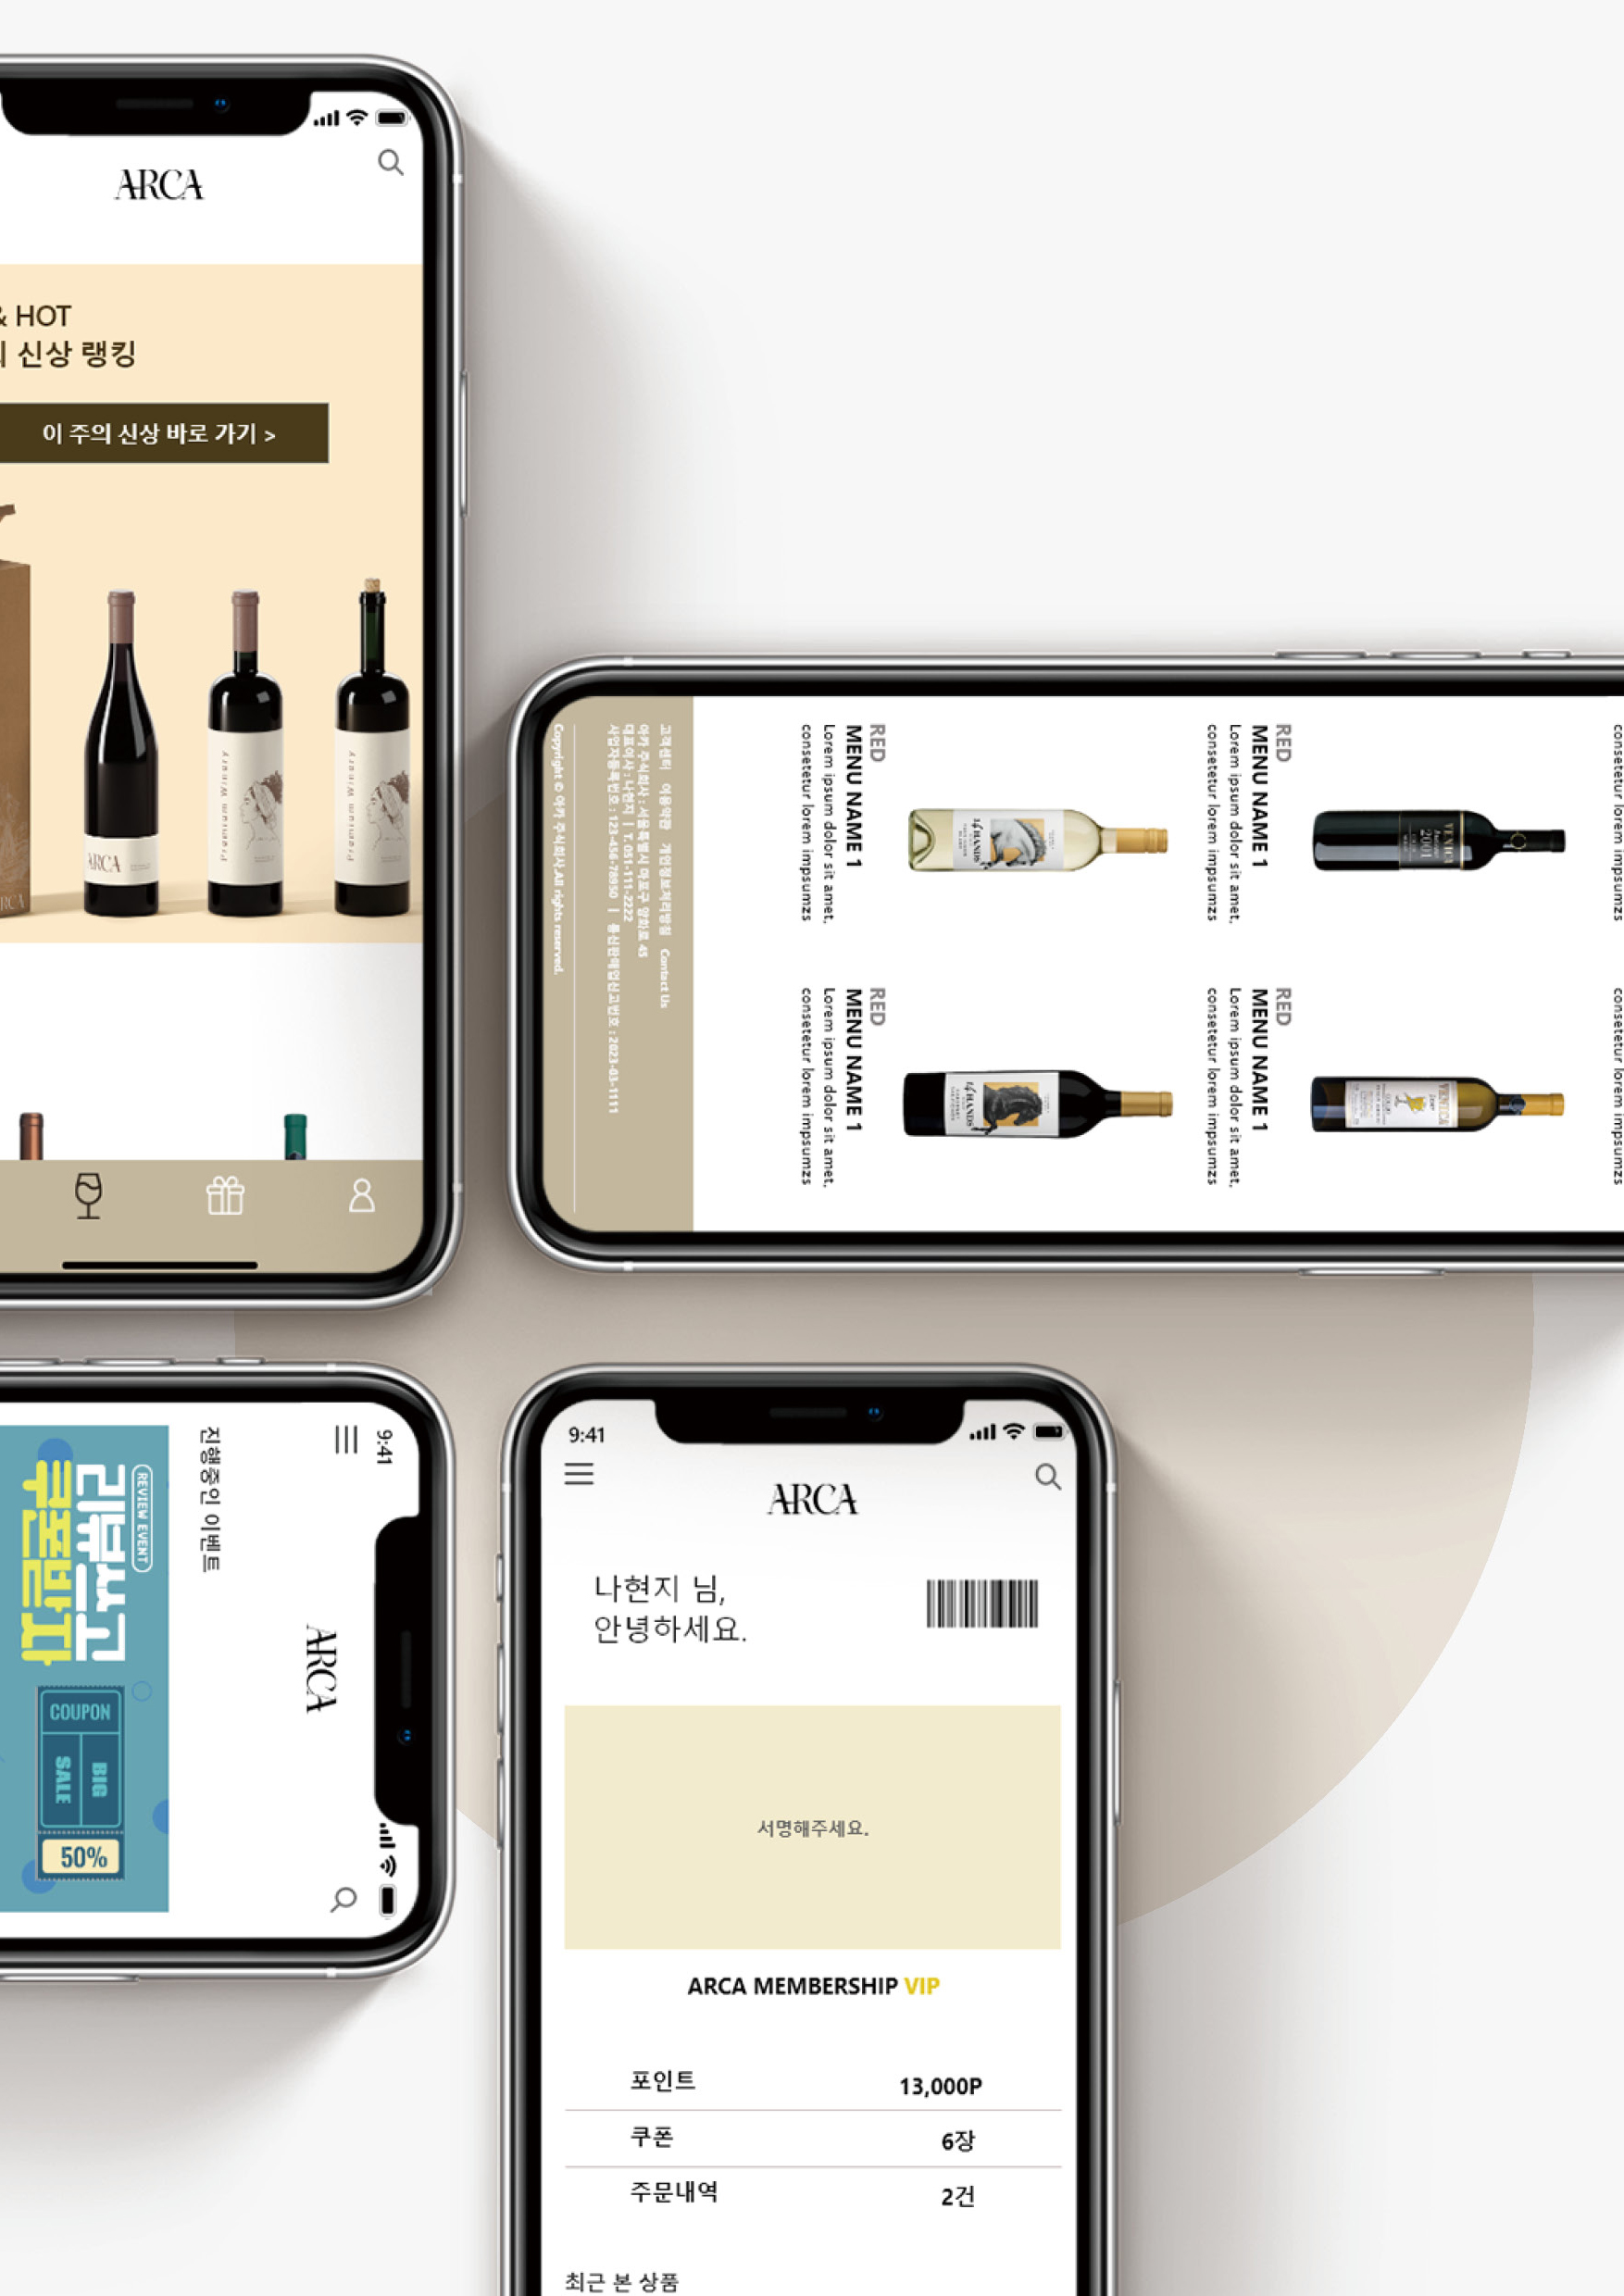 ARCA
& HOT
신상 랭킹
이 주의 신상 바로 가기 >
ARCA
Premium Winery
Premium Winery
RCA
RED
MENU NAME 1
Lorem ipsum dolor sit amet,
consetetur lorem impsumzs
14 HANDS
RED
MENU NAME 1
Lorem ipsum dolor sit amet,
consetetur lorem impsumzs
VENICA
2001
consetetur lorem impsumzs
RED
MENU NAME 1
Lorem ipsum dolor sit amet,
consetetur lorem impsumzs
14 HANDS
RED
MENU NAME 1
Lorem ipsum dolor sit amet,
consetetur lorem impsumzs
VENICA
consetetur lorem impsumzs
고객센터 이용약관 개인정보처리방침 Contact Us
아카 주식회사 : 서울특별시 마포구 양화로 45
대표이사 : 나현지 | T. 051-111-2222
사업자등록번호 : 123-456-78950 | 통신판매업신고번호 : 2023-03-1111
Copyright © 아카 주식회사.All rights reserved.
9:41
ARCA
진행중인 이벤트
REVIEW EVENT
리뷰쓰고
쿠폰받자
COUPON
BIG
SALE
50%
9:41
ARCA
나현지 님,
안녕하세요.
서명해주세요.
ARCA MEMBERSHIP VIP
포인트 13,000P
쿠폰 6장
주문내역 2건
최근 본 상품